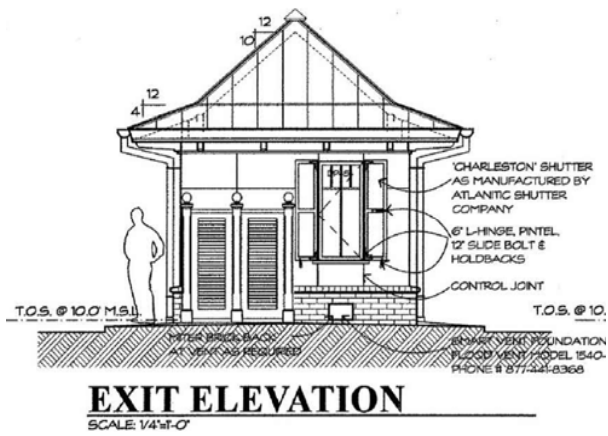 12
10
12
4
'CHARLESTON' SHUTTER
AS MANUFACTURED BY
ATLANTIC SHUTTER
COMPANY
6" L-HINGE, PINTEL,
12" SLIDE BOLT &
HOLDBACKS
CONTROL JOINT
T.O.S. @ 10.0' M.S.L.
T.O.S. @ 10.
MITER BRICK BACK
AT VENT AS REQUIRED
SMART VENT FOUNDATION
FLOOD VENT MODEL 1540-
PHONE # 877-441-8368
EXIT ELEVATION
SCALE: 1/4"=1'-0"